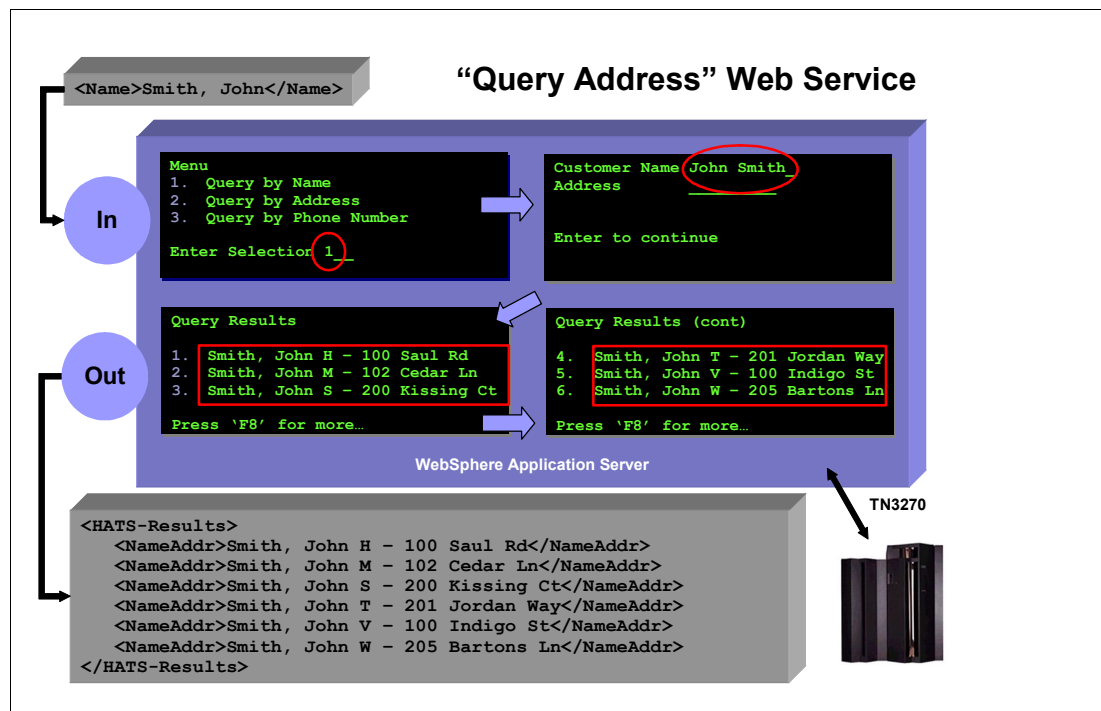 “Query Address” Web Service
<Name>Smith, John</Name>
In
Menu
1. Query by Name
2. Query by Address
3. Query by Phone Number
Enter Selection 1__
Customer Name John Smith_
Address __________
Enter to continue
Out
Query Results
1. Smith, John H – 100 Saul Rd
2. Smith, John M – 102 Cedar Ln
3. Smith, John S – 200 Kissing Ct
Press ‘F8’ for more…
Query Results (cont)
4. Smith, John T – 201 Jordan Way
5. Smith, John V – 100 Indigo St
6. Smith, John W – 205 Bartons Ln
Press ‘F8’ for more…
WebSphere Application Server
TN3270
<HATS-Results>
<NameAddr>Smith, John H – 100 Saul Rd</NameAddr>
<NameAddr>Smith, John M – 102 Cedar Ln</NameAddr>
<NameAddr>Smith, John S – 200 Kissing Ct</NameAddr>
<NameAddr>Smith, John T – 201 Jordan Way</NameAddr>
<NameAddr>Smith, John V – 100 Indigo St</NameAddr>
<NameAddr>Smith, John W – 205 Bartons Ln</NameAddr>
</HATS-Results>